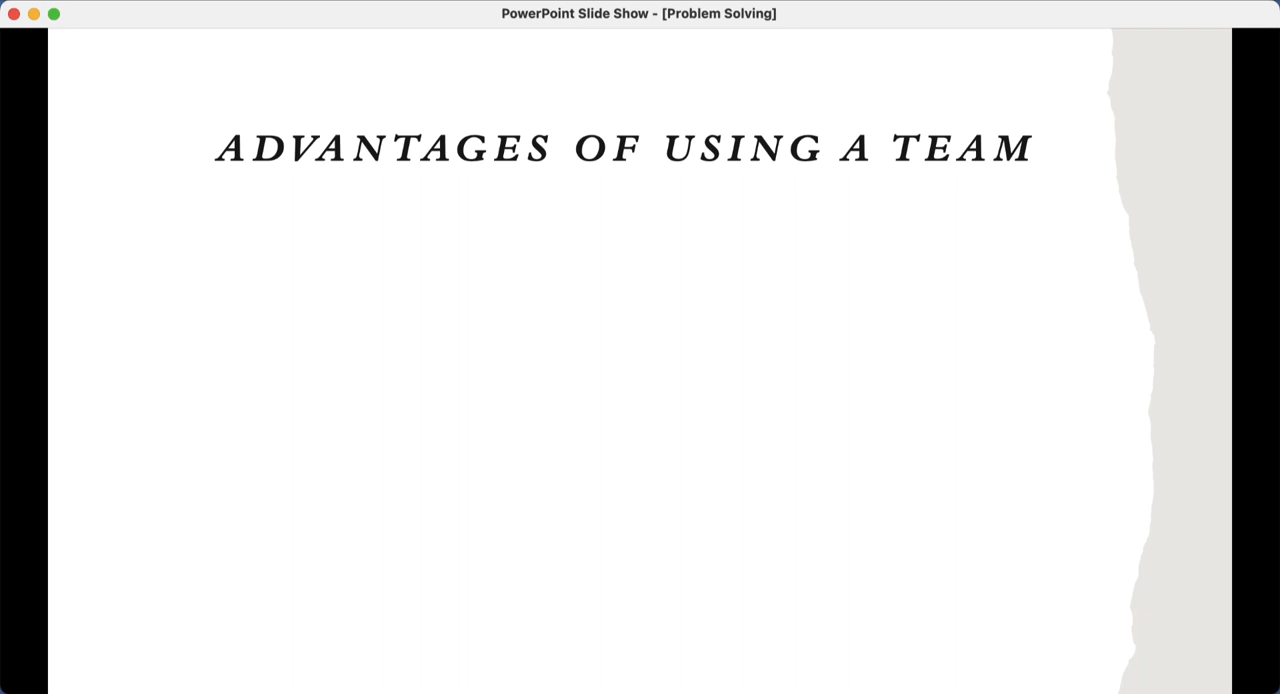 PowerPoint Slide Show - [Problem Solving]
ADVANTAGES OF USING A TEAM